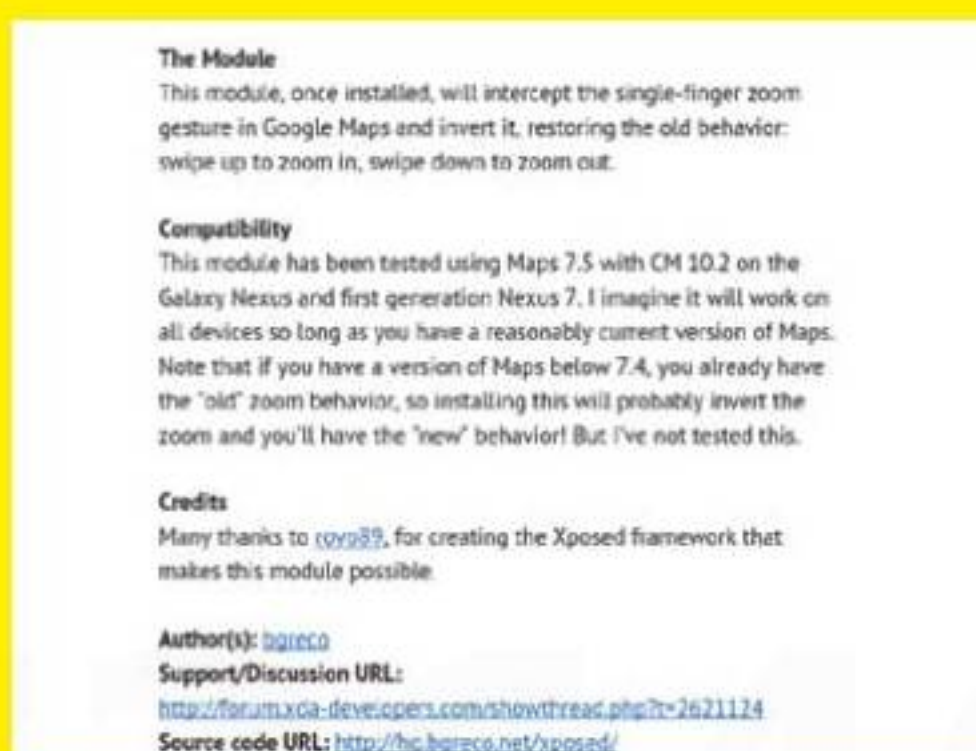 The Module
This module, once installed, will intercept the single-finger zoom
gesture in Google Maps and invert it, restoring the old behavior:
swipe up to zoom in, swipe down to zoom out.
Compatibility
This module has been tested using Maps 7.5 with CM 10.2 on the
Galaxy Nexus and first generation Nexus 7. I imagine it will work on
all devices so long as you have a reasonably current version of Maps.
Note that if you have a version of Maps below 7.4, you already have
the "old" zoom behavior, so installing this will probably invert the
zoom and you'll have the "new" behavior! But I've not tested this.
Credits
Many thanks to rovo89, for creating the Xposed framework that
makes this module possible.
Author(s): bgreco
Support/Discussion URL:
http://forum.xda-developers.com/showthread.php?t=2621124
Source code URL: http://hg.bgreco.net/xposed/